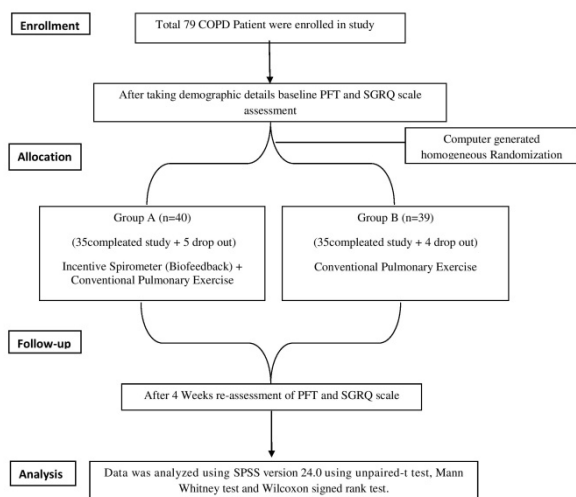 Enrollment
Total 79 COPD Patient were enrolled in study
After taking demographic details baseline PFT and SGRQ scale
assessment
Allocation
Computer generated
homogeneous Randomization
Group A (n=40)
(35compleated study + 5 drop out)
Incentive Spirometer (Biofeedback) +
Conventional Pulmonary Exercise
Group B (n=39)
(35compleated study + 4 drop out)
Conventional Pulmonary Exercise
Follow-up
After 4 Weeks re-assessment of PFT and SGRQ scale
Analysis
Data was analyzed using SPSS version 24.0 using unpaired-t test, Mann
Whitney test and Wilcoxon signed rank test.